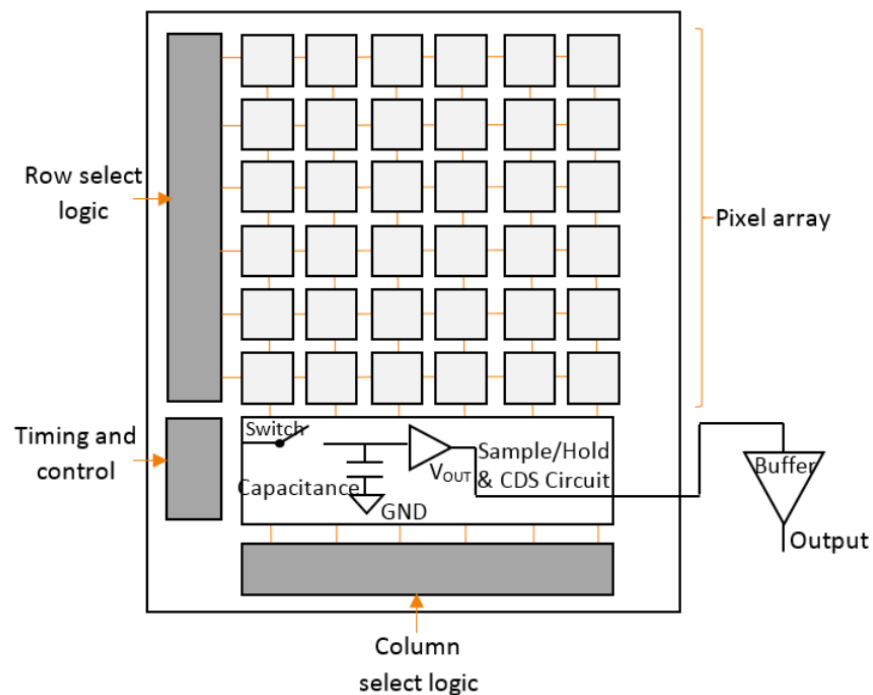 Row select
logic
Pixel array
Timing and
control
Switch
Capacitance
GND
V_OUT
Sample/Hold
& CDS Circuit
Buffer
Output
Column
select logic